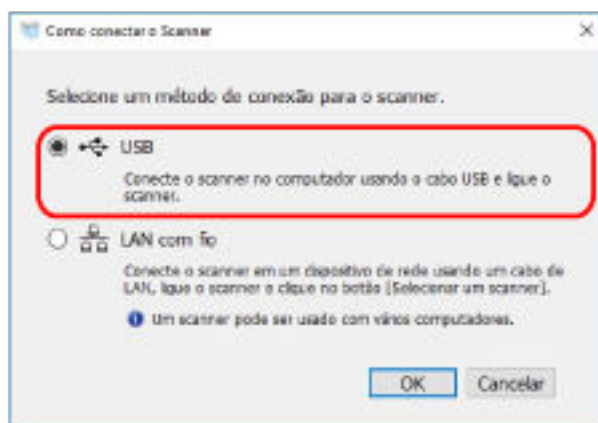 Como conectar o Scanner
Selecione um método de conexão para o scanner.
USB
Conecte o scanner no computador usando o cabo USB e ligue o
scanner.
LAN com fio
Conecte o scanner em um dispositivo de rede usando um cabo de
LAN, ligue o scanner e clique no botão [Selecionar um scanner].
Um scanner pode ser usado com vários computadores.
OK
Cancelar